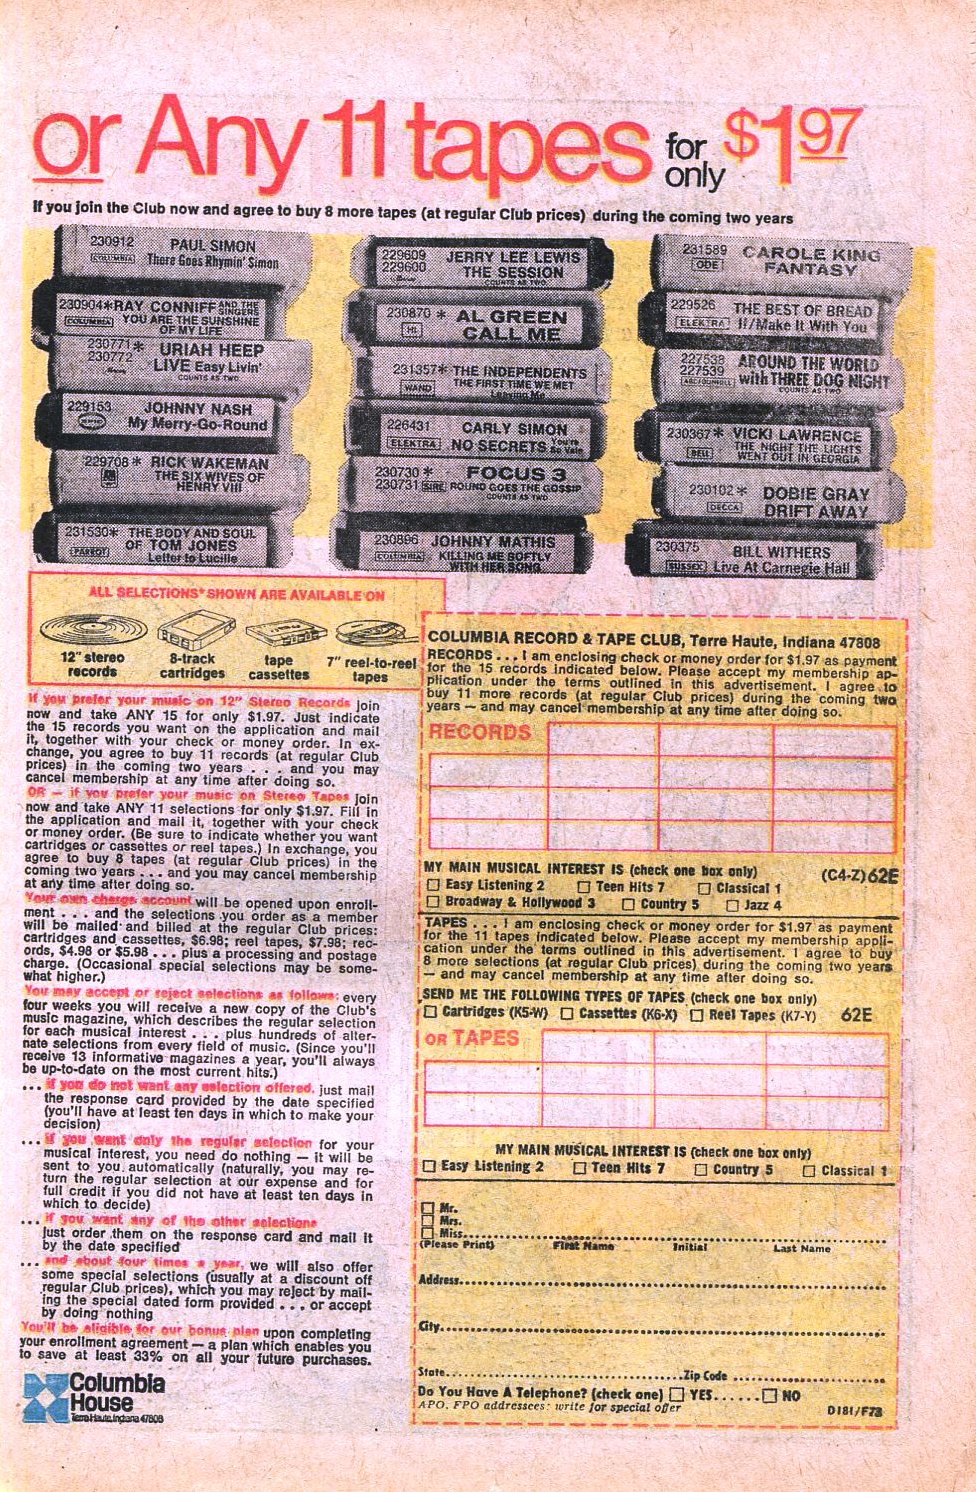 or Any 11 tapes for only $1.97
If you join the Club now and agree to buy 8 more tapes (at regular Club prices) during the coming two years
230912 PAUL SIMON
COLUMBIA There Goes Rhymin' Simon
230904* RAY CONNIFF AND THE SINGERS
COLUMBIA YOU ARE THE SUNSHINE
OF MY LIFE
230771 * URIAH HEEP
230772 LIVE Easy Livin'
COUNTS AS TWO
229153 JOHNNY NASH
My Merry-Go-Round
229708 * RICK WAKEMAN
THE SIX WIVES OF
HENRY VIII
231530* THE BODY AND SOUL
PARROT OF TOM JONES
Letter to Lucille
229609 JERRY LEE LEWIS
229600 THE SESSION
COUNTS AS TWO
230870 * AL GREEN
HI CALL ME
231357* THE INDEPENDENTS
WAND THE FIRST TIME WE MET
Leaving Me
226431 CARLY SIMON
ELEKTRA NO SECRETS You're So Vain
230730 * FOCUS 3
230731 SIRE ROUND GOES THE GOSSIP
COUNTS AS TWO
230896 JOHNNY MATHIS
COLUMBIA KILLING ME SOFTLY
WITH HER SONG
231589 CAROLE KING
ODE FANTASY
229526 THE BEST OF BREAD
ELEKTRA If/Make It With You
227538 AROUND THE WORLD
227539 with THREE DOG NIGHT
ABC/DUNHILL COUNTS AS TWO
230367* VICKI LAWRENCE
BELL THE NIGHT THE LIGHTS
WENT OUT IN GEORGIA
230102 * DOBIE GRAY
DECCA DRIFT AWAY
230375 BILL WITHERS
SUSSEX Live At Carnegie Hall
ALL SELECTIONS* SHOWN ARE AVAILABLE ON
12" stereo records
8-track cartridges
tape cassettes
7" reel-to-reel tapes
If you prefer your music on 12" Stereo Records join
now and take ANY 15 for only $1.97. Just indicate
the 15 records you want on the application and mail
it, together with your check or money order. In ex-
change, you agree to buy 11 records (at regular Club
prices) in the coming two years . . . and you may
cancel membership at any time after doing so.
OR — if you prefer your music on Stereo Tapes join
now and take ANY 11 selections for only $1.97. Fill in
the application and mail it, together with your check
or money order. (Be sure to indicate whether you want
cartridges or cassettes or reel tapes.) In exchange, you
agree to buy 8 tapes (at regular Club prices) in the
coming two years . . . and you may cancel membership
at any time after doing so.
Your own charge account will be opened upon enroll-
ment . . . and the selections you order as a member
will be mailed and billed at the regular Club prices:
cartridges and cassettes, $6.98; reel tapes, $7.98; rec-
ords, $4.98 or $5.98 . . . plus a processing and postage
charge. (Occasional special selections may be some-
what higher.)
You may accept or reject selections as follows: every
four weeks you will receive a new copy of the Club's
music magazine, which describes the regular selection
for each musical interest . . . plus hundreds of alter-
nate selections from every field of music. (Since you'll
receive 13 informative magazines a year, you'll always
be up-to-date on the most current hits.)
... if you do not want any selection offered, just mail
the response card provided by the date specified
(you'll have at least ten days in which to make your
decision)
... if you want only the regular selection for your
musical interest, you need do nothing — it will be
sent to you automatically (naturally, you may re-
turn the regular selection at our expense and for
full credit if you did not have at least ten days in
which to decide)
... if you want any of the other selections
just order them on the response card and mail it
by the date specified
... and about four times a year, we will also offer
some special selections (usually at a discount off
regular Club prices), which you may reject by mail-
ing the special dated form provided . . . or accept
by doing nothing
You'll be eligible for our bonus plan upon completing
your enrollment agreement — a plan which enables you
to save at least 33% on all your future purchases.
Columbia
House
Terre Haute, Indiana 47808
COLUMBIA RECORD & TAPE CLUB, Terre Haute, Indiana 47808
RECORDS . . . I am enclosing check or money order for $1.97 as payment
for the 15 records indicated below. Please accept my membership ap-
plication under the terms outlined in this advertisement. I agree to
buy 11 more records (at regular Club prices) during the coming two
years — and may cancel membership at any time after doing so.
RECORDS
MY MAIN MUSICAL INTEREST IS (check one box only) (C4-Z) 62E
Easy Listening 2 Teen Hits 7 Classical 1
Broadway & Hollywood 3 Country 5 Jazz 4
TAPES . . . I am enclosing check or money order for $1.97 as payment
for the 11 tapes indicated below. Please accept my membership appli-
cation under the terms outlined in this advertisement. I agree to buy
8 more selections (at regular Club prices) during the coming two years
— and may cancel membership at any time after doing so.
SEND ME THE FOLLOWING TYPES OF TAPES (check one box only)
Cartridges (K5-W) Cassettes (K6-X) Reel Tapes (K7-Y) 62E
OR TAPES
MY MAIN MUSICAL INTEREST IS (check one box only)
Easy Listening 2 Teen Hits 7 Country 5 Classical 1
Mr.
Mrs.
Miss
(Please Print) First Name Initial Last Name
Address
City
State Zip Code
Do You Have A Telephone? (check one) YES......NO
APO, FPO addressees: write for special offer D181/F73